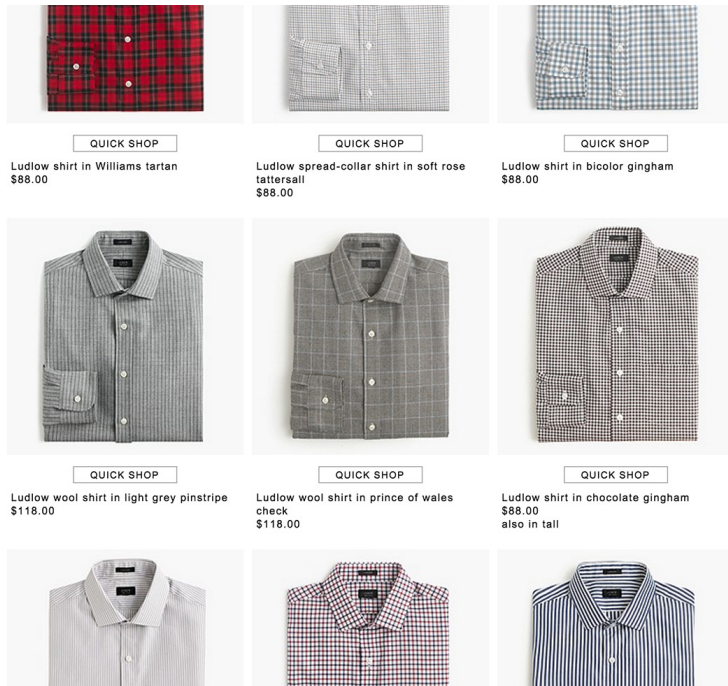 QUICK SHOP
QUICK SHOP
QUICK SHOP
Ludlow shirt in Williams tartan
$88.00
Ludlow spread-collar shirt in soft rose
tattersall
$88.00
Ludlow shirt in bicolor gingham
$88.00
QUICK SHOP
QUICK SHOP
QUICK SHOP
Ludlow wool shirt in light grey pinstripe
$118.00
Ludlow wool shirt in prince of wales
check
$118.00
Ludlow shirt in chocolate gingham
$88.00
also in tall